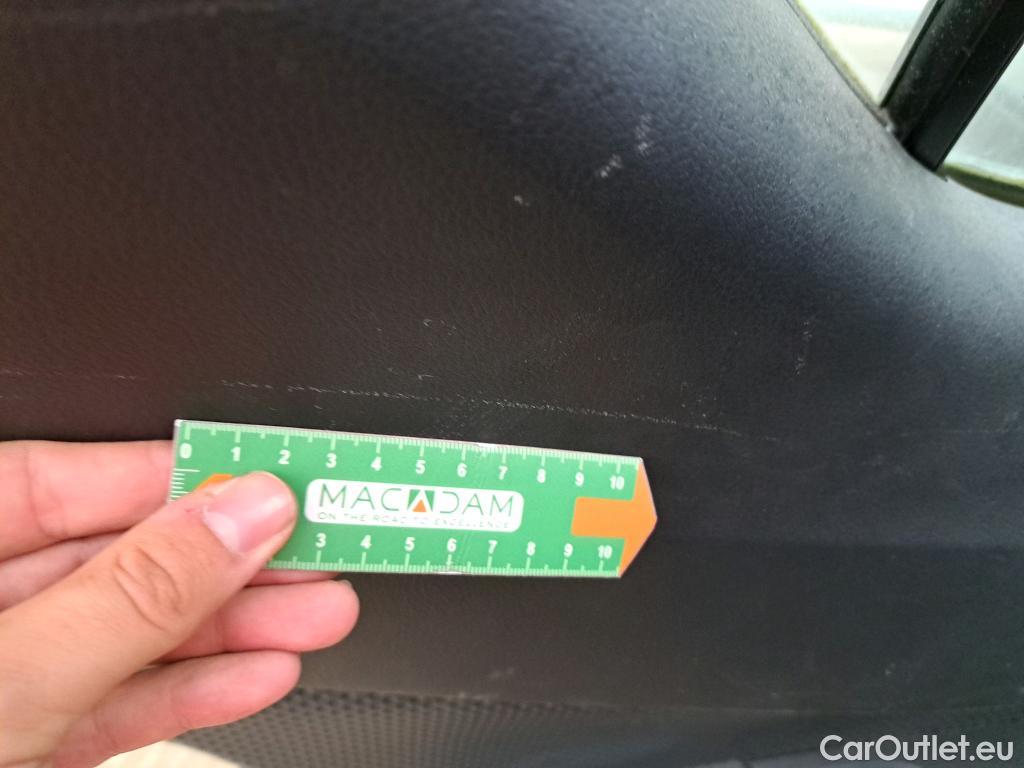 0 1 2 3 4 5 6 7 8 9 10
MACADAM
ON THE ROAD TO EXCELLENCE
3 4 5 6 7 8 9 10
CarOutlet.eu